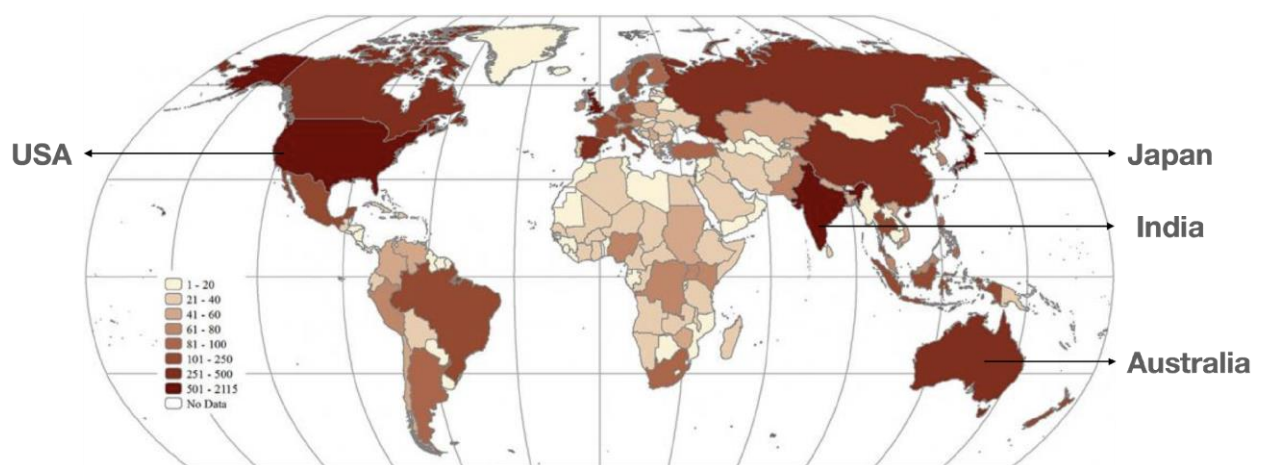 USA
Japan
India
Australia
1 - 20
21 - 40
41 - 60
61 - 80
81 - 100
101 - 250
251 - 500
501 - 2115
No Data